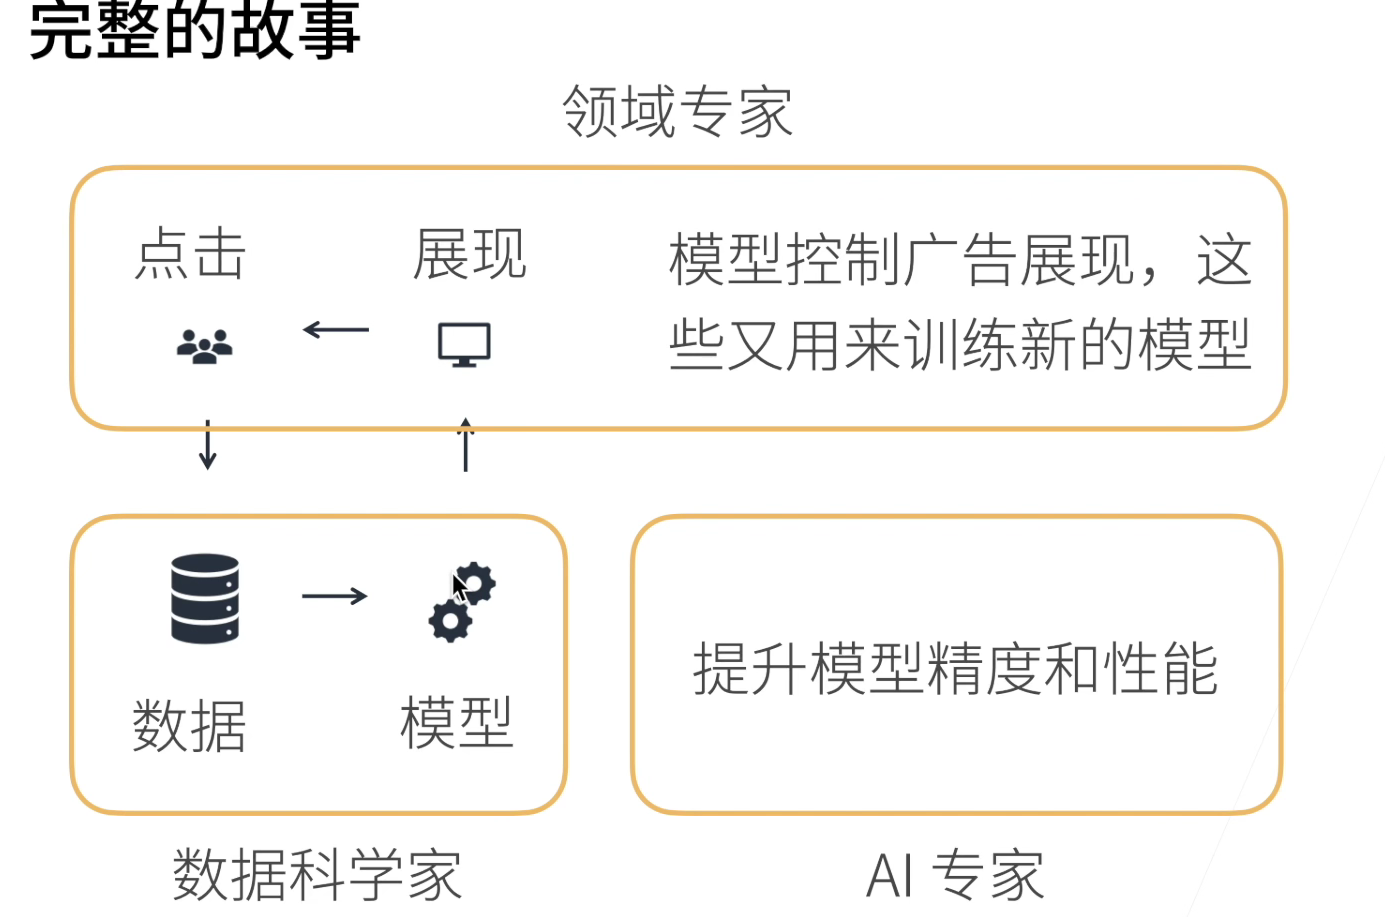 完整的故事
领域专家
点击
展现
模型控制广告展现，这
些又用来训练新的模型
数据
模型
提升模型精度和性能
数据科学家
AI 专家